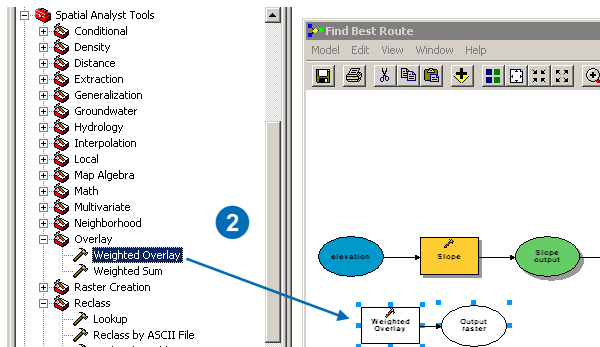 Spatial Analyst Tools
Conditional
Density
Distance
Extraction
Generalization
Groundwater
Hydrology
Interpolation
Local
Map Algebra
Math
Multivariate
Neighborhood
Overlay
Weighted Overlay
Weighted Sum
Raster Creation
Reclass
Lookup
Reclass by ASCII File
2
Find Best Route
Model Edit View Window Help
elevation
Slope
Slope
output
Weighted
Overlay
Output
raster